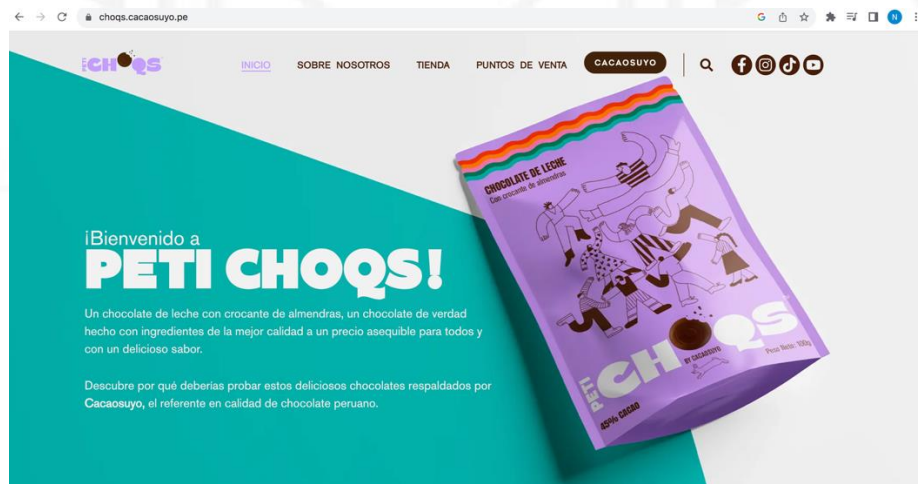 choqs.cacaosuyo.pe
N
PETI CHOQS
INICIO
SOBRE NOSOTROS
TIENDA
PUNTOS DE VENTA
CACAOSUYO
¡Bienvenido a
PETI CHOQS!
Un chocolate de leche con crocante de almendras, un chocolate de verdad
hecho con ingredientes de la mejor calidad a un precio asequible para todos y
con un delicioso sabor.
Descubre por qué deberias probar estos deliciosos chocolates respaldados por
Cacaosuyo, el referente en calidad de chocolate peruano.
CHOCOLATE DE LECHE
Con crocante de almendras
PETI CHOQS
BY CACAOSUYO
Peso Neto: 100g
45% CACAO